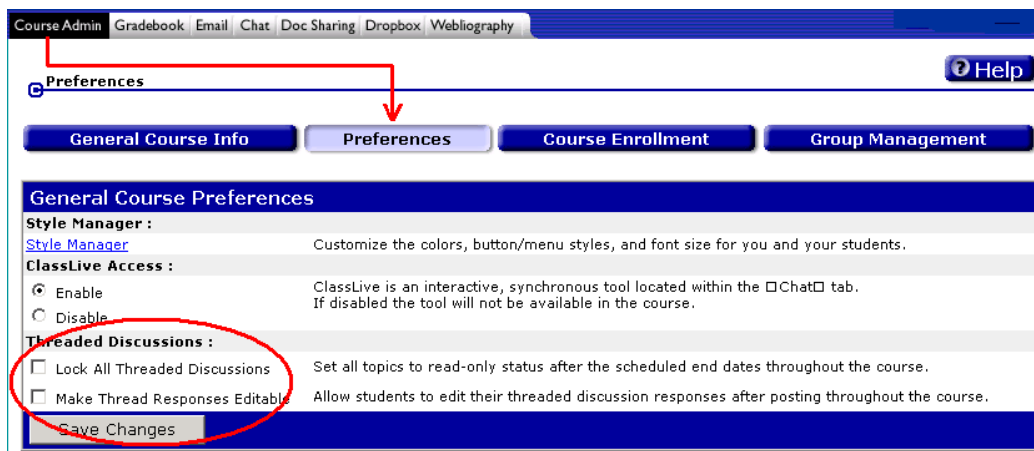 Course Admin Gradebook Email Chat Doc Sharing Dropbox Webliography
? Help
Preferences
General Course Info Preferences Course Enrollment Group Management
General Course Preferences
Style Manager :
Style Manager Customize the colors, button/menu styles, and font size for you and your students.
ClassLive Access :
Enable ClassLive is an interactive, synchronous tool located within the □Chat□ tab.
If disabled the tool will not be available in the course.
Disable
Threaded Discussions :
Lock All Threaded Discussions Set all topics to read-only status after the scheduled end dates throughout the course.
Make Thread Responses Editable Allow students to edit their threaded discussion responses after posting throughout the course.
Save Changes